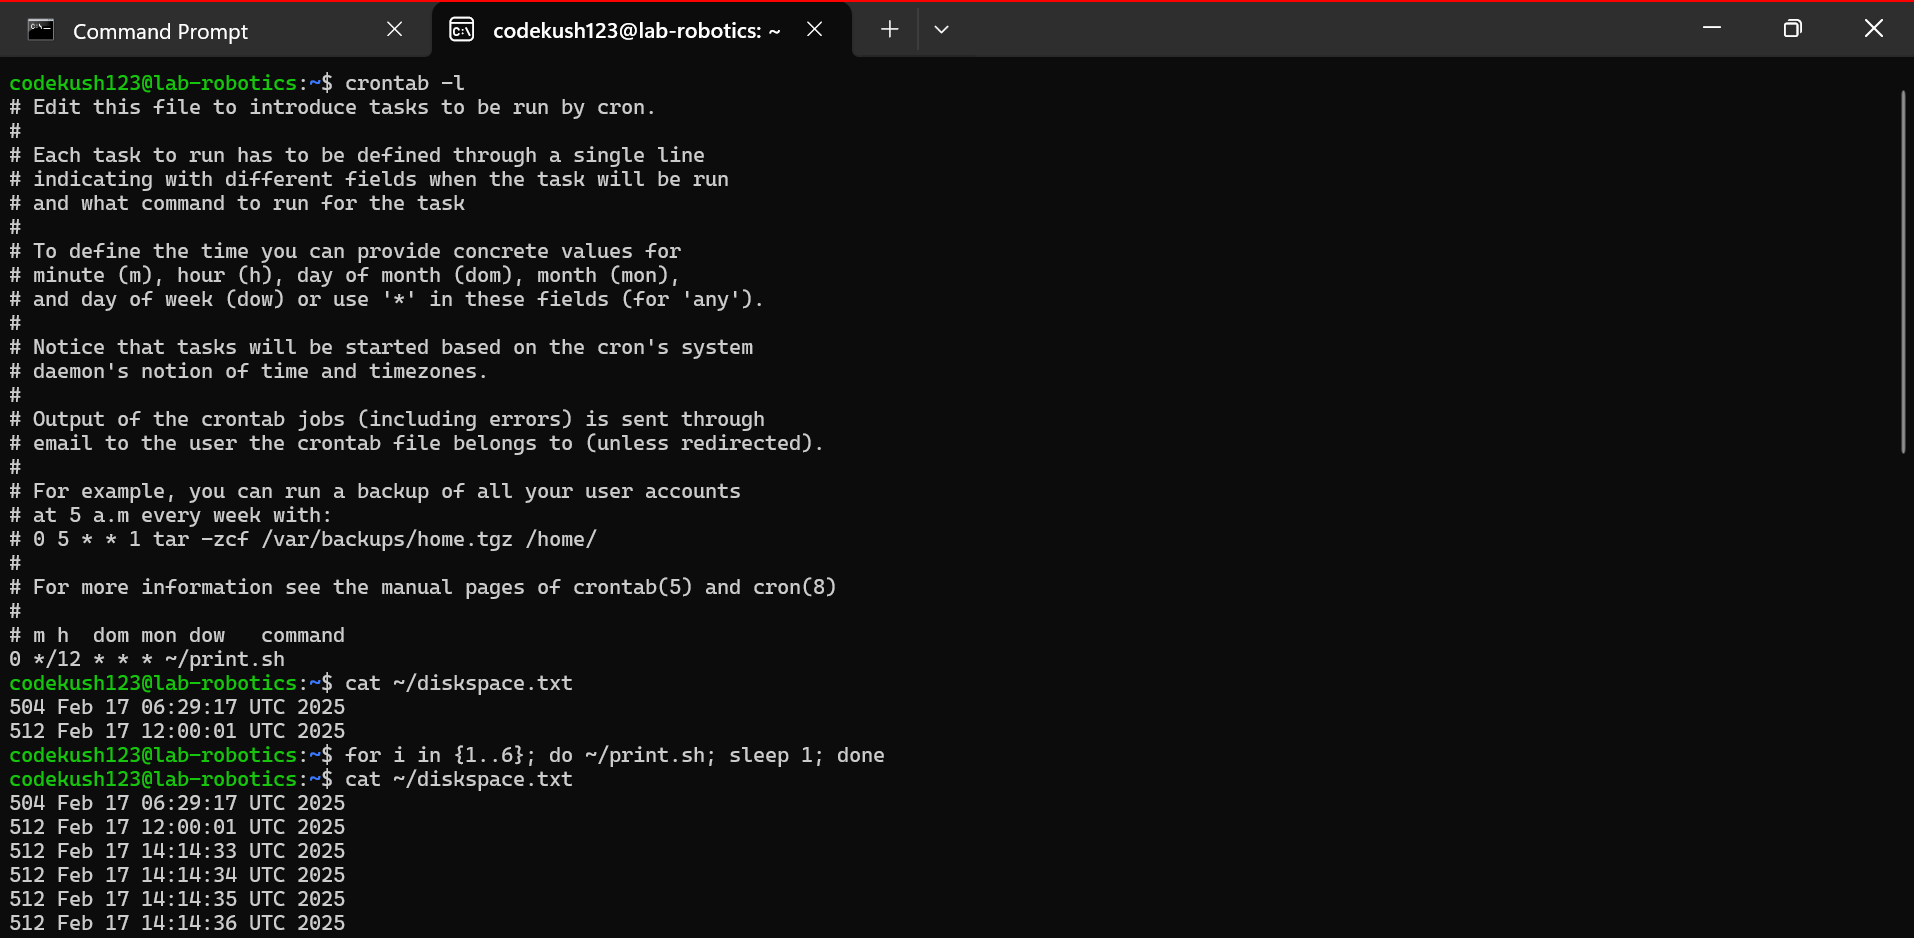 Command Prompt
codekush123@lab-robotics: ~
codekush123@lab-robotics:~$ crontab -l
# Edit this file to introduce tasks to be run by cron.
#
# Each task to run has to be defined through a single line
# indicating with different fields when the task will be run
# and what command to run for the task
#
# To define the time you can provide concrete values for
# minute (m), hour (h), day of month (dom), month (mon),
# and day of week (dow) or use '*' in these fields (for 'any').
#
# Notice that tasks will be started based on the cron's system
# daemon's notion of time and timezones.
#
# Output of the crontab jobs (including errors) is sent through
# email to the user the crontab file belongs to (unless redirected).
#
# For example, you can run a backup of all your user accounts
# at 5 a.m every week with:
# 0 5 * * 1 tar -zcf /var/backups/home.tgz /home/
#
# For more information see the manual pages of crontab(5) and cron(8)
#
# m h  dom mon dow   command
0 */12 * * * ~/print.sh
codekush123@lab-robotics:~$ cat ~/diskspace.txt
504 Feb 17 06:29:17 UTC 2025
512 Feb 17 12:00:01 UTC 2025
codekush123@lab-robotics:~$ for i in {1..6}; do ~/print.sh; sleep 1; done
codekush123@lab-robotics:~$ cat ~/diskspace.txt
504 Feb 17 06:29:17 UTC 2025
512 Feb 17 12:00:01 UTC 2025
512 Feb 17 14:14:33 UTC 2025
512 Feb 17 14:14:34 UTC 2025
512 Feb 17 14:14:35 UTC 2025
512 Feb 17 14:14:36 UTC 2025